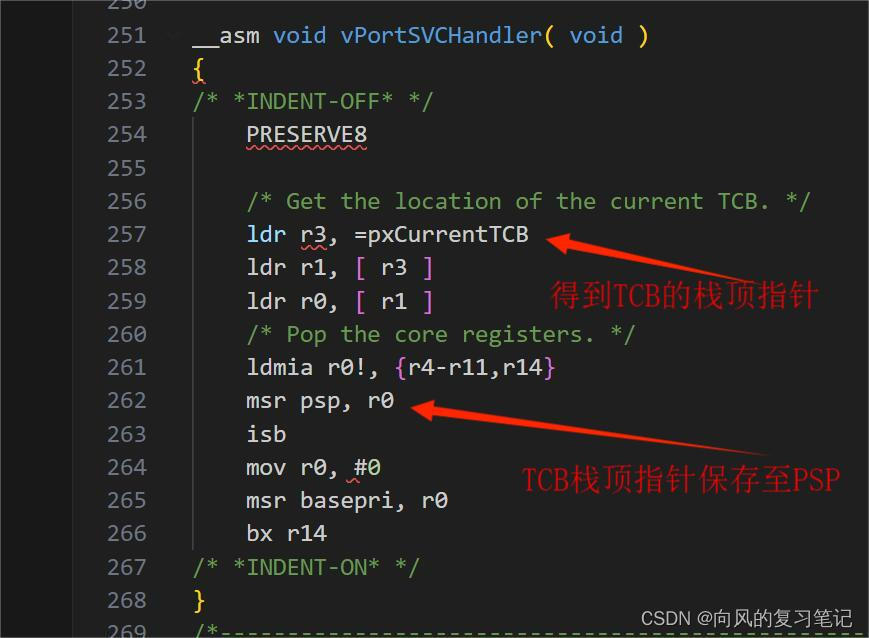 250
251 __asm void vPortSVCHandler( void )
252 {
253 /* *INDENT-OFF* */
254 PRESERVE8
255
256 /* Get the location of the current TCB. */
257 ldr r3, =pxCurrentTCB
258 ldr r1, [ r3 ]
得到TCB的栈顶指针
259 ldr r0, [ r1 ]
260 /* Pop the core registers. */
261 ldmia r0!, {r4-r11,r14}
262 msr psp, r0
263 isb
264 mov r0, #0
TCB栈顶指针保存至PSP
265 msr basepri, r0
266 bx r14
267 /* *INDENT-ON* */
268 }
CSDN @向风的复习笔记
269 /*-----------------------------------------------------------